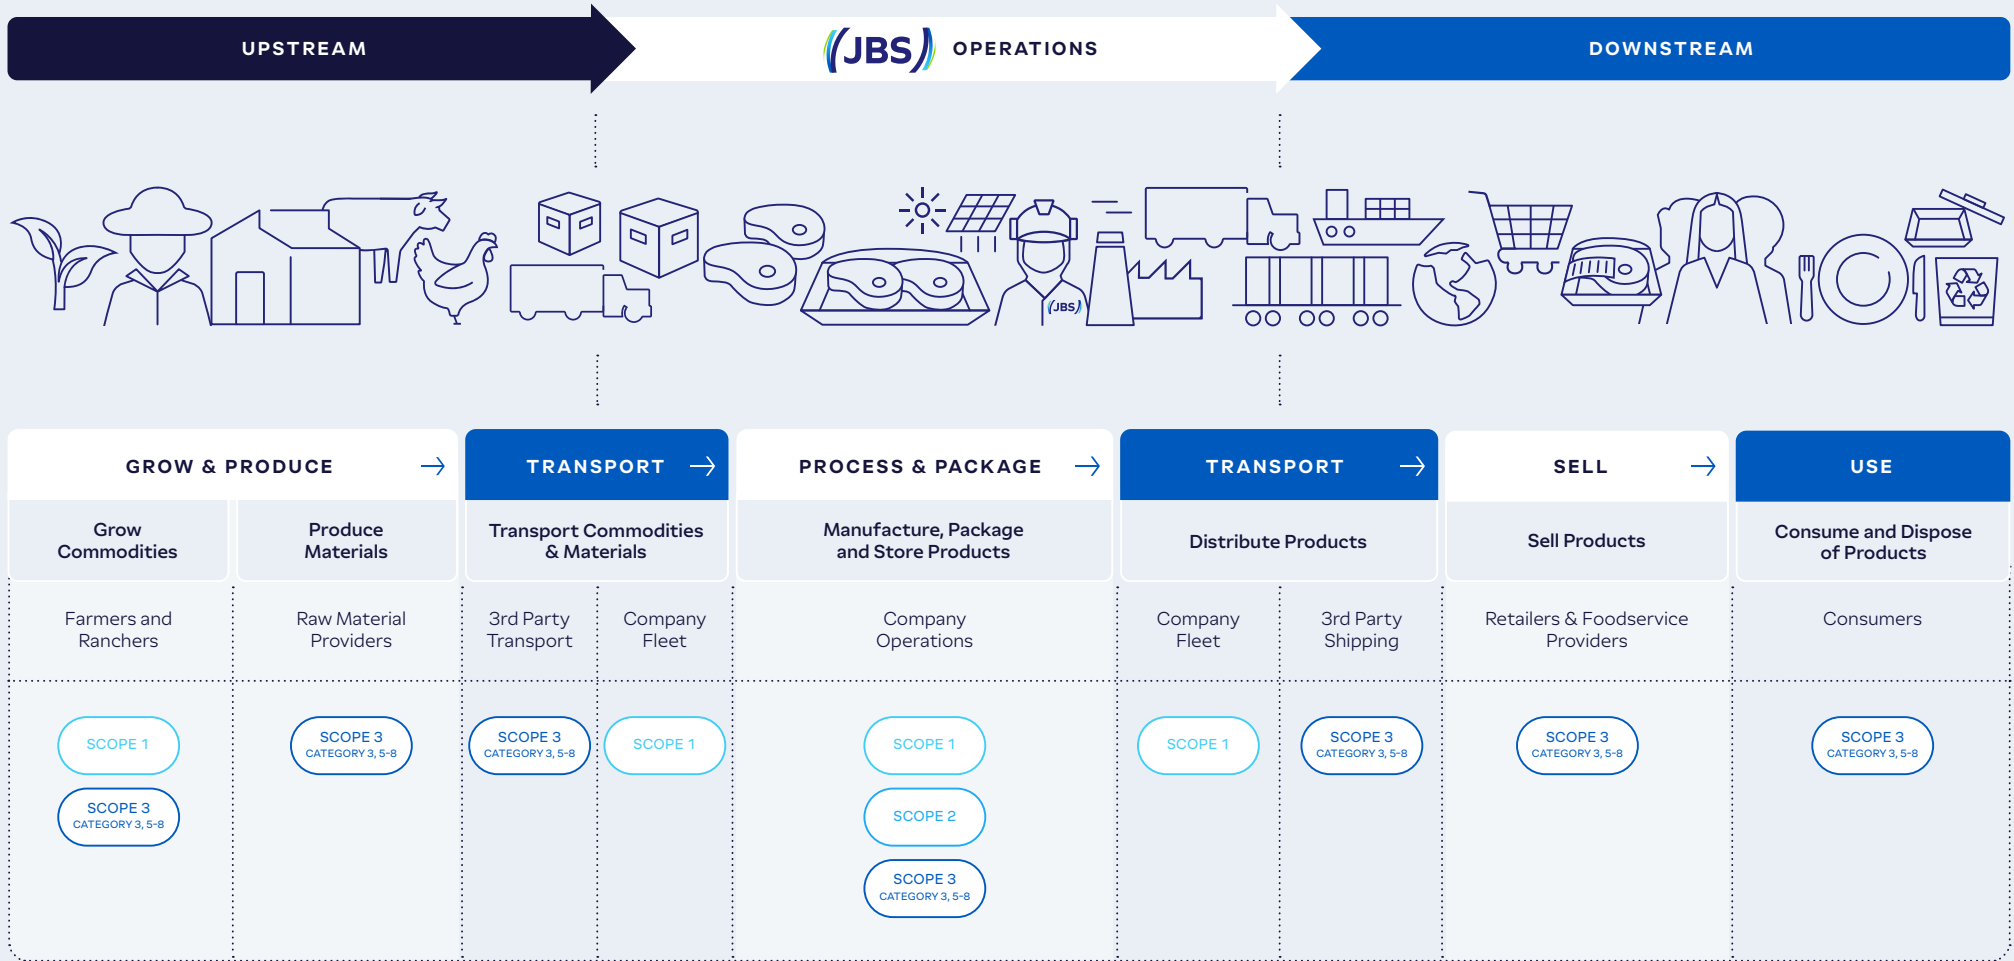 UPSTREAM
JBS OPERATIONS
DOWNSTREAM
JBS
GROW & PRODUCE
TRANSPORT
PROCESS & PACKAGE
TRANSPORT
SELL
USE
Grow
Commodities
Produce
Materials
Transport Commodities
& Materials
Manufacture, Package
and Store Products
Distribute Products
Sell Products
Consume and Dispose
of Products
Farmers and
Ranchers
Raw Material
Providers
3rd Party
Transport
Company
Fleet
Company
Operations
Company
Fleet
3rd Party
Shipping
Retailers & Foodservice
Providers
Consumers
SCOPE 1
SCOPE 3
CATEGORY 3, 5-8
SCOPE 3
CATEGORY 3, 5-8
SCOPE 3
CATEGORY 3, 5-8
SCOPE 1
SCOPE 1
SCOPE 2
SCOPE 3
CATEGORY 3, 5-8
SCOPE 1
SCOPE 3
CATEGORY 3, 5-8
SCOPE 3
CATEGORY 3, 5-8
SCOPE 3
CATEGORY 3, 5-8